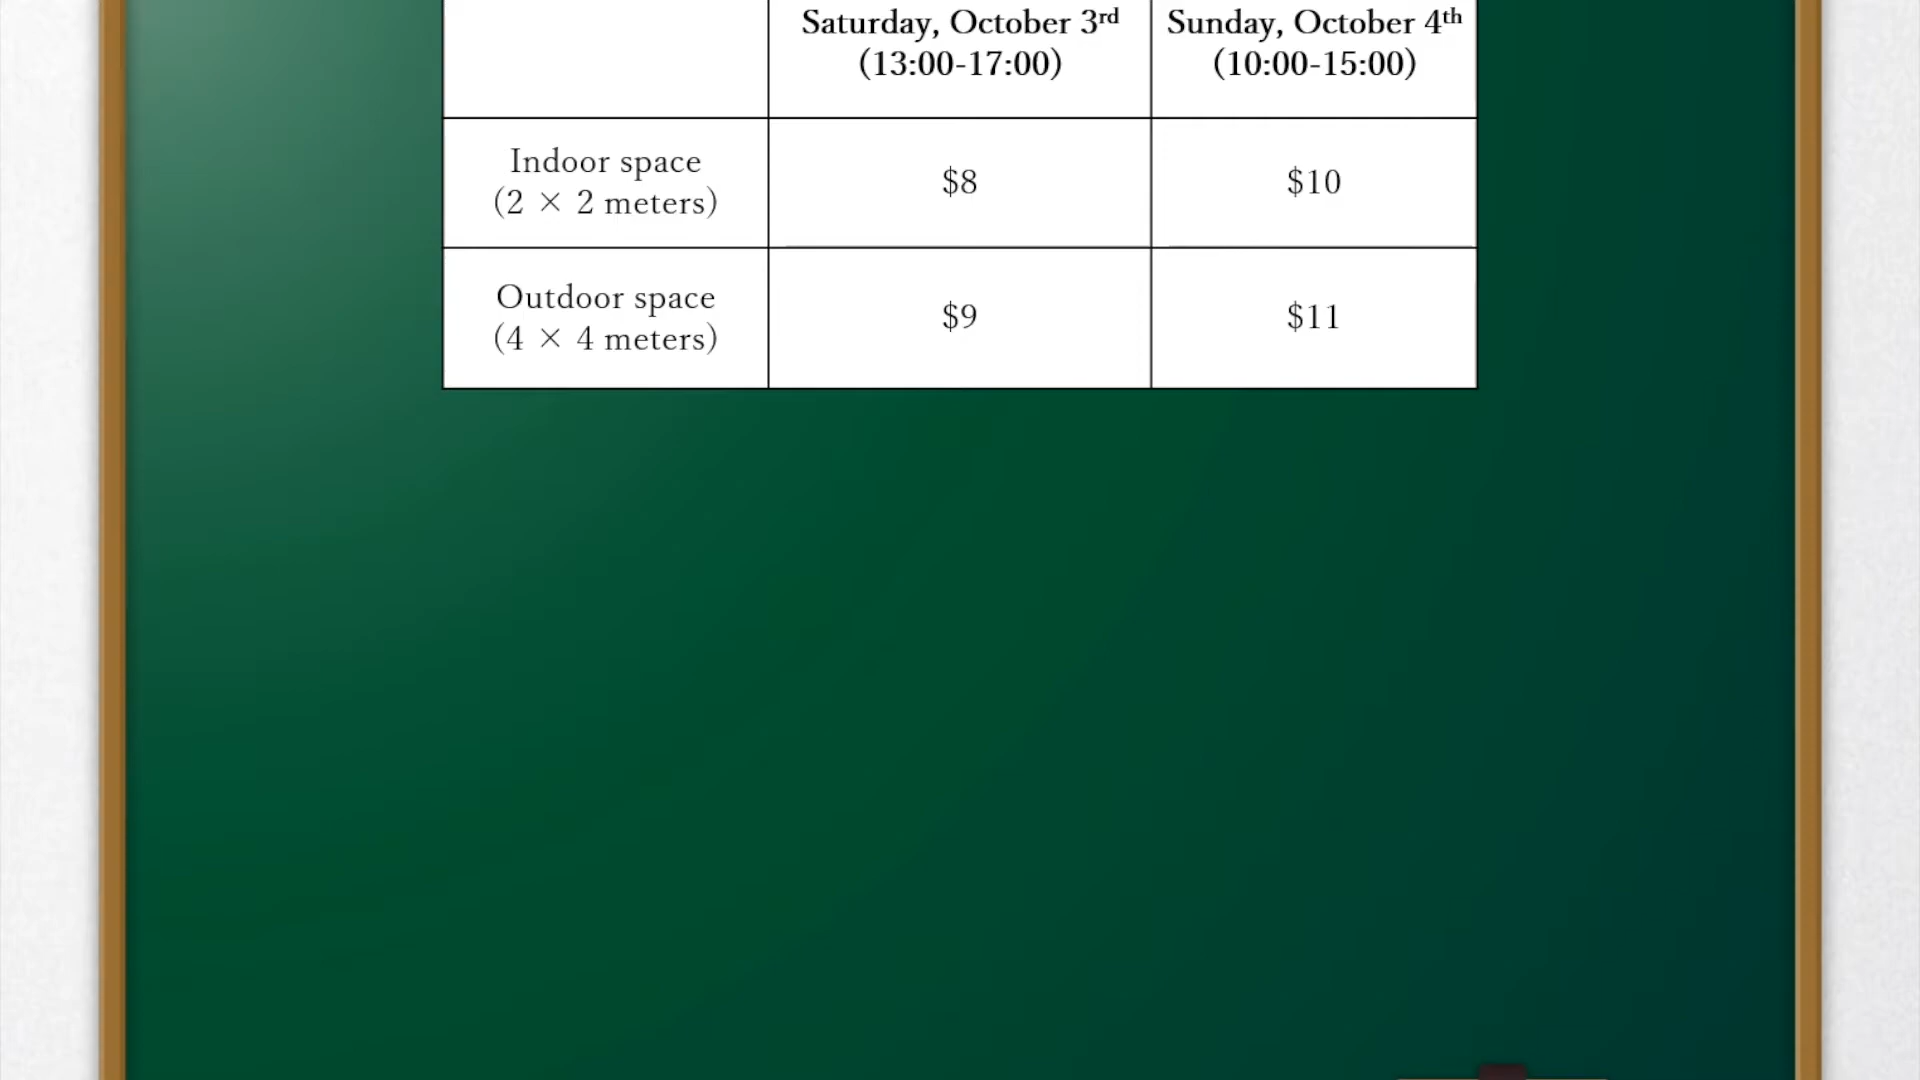 Saturday, October 3rd
(13:00-17:00)
Sunday, October 4th
(10:00-15:00)
Indoor space
(2 × 2 meters)
$8
$10
Outdoor space
(4 × 4 meters)
$9
$11